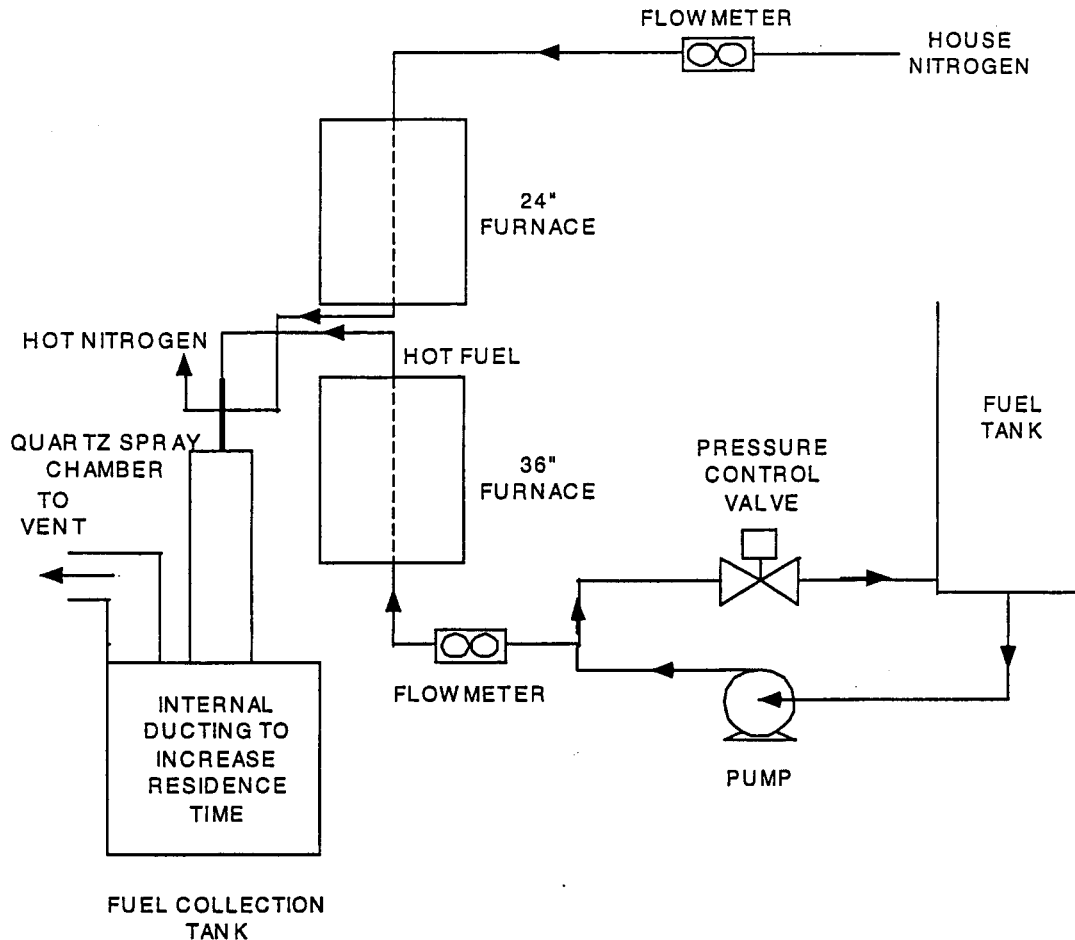 FLOWMETER
HOUSE
NITROGEN
24"
FURNACE
HOT NITROGEN
HOT FUEL
FUEL
TANK
QUARTZ SPRAY
CHAMBER
TO
VENT
36"
FURNACE
PRESSURE
CONTROL
VALVE
FLOWMETER
INTERNAL
DUCTING TO
INCREASE
RESIDENCE
TIME
PUMP
FUEL COLLECTION
TANK